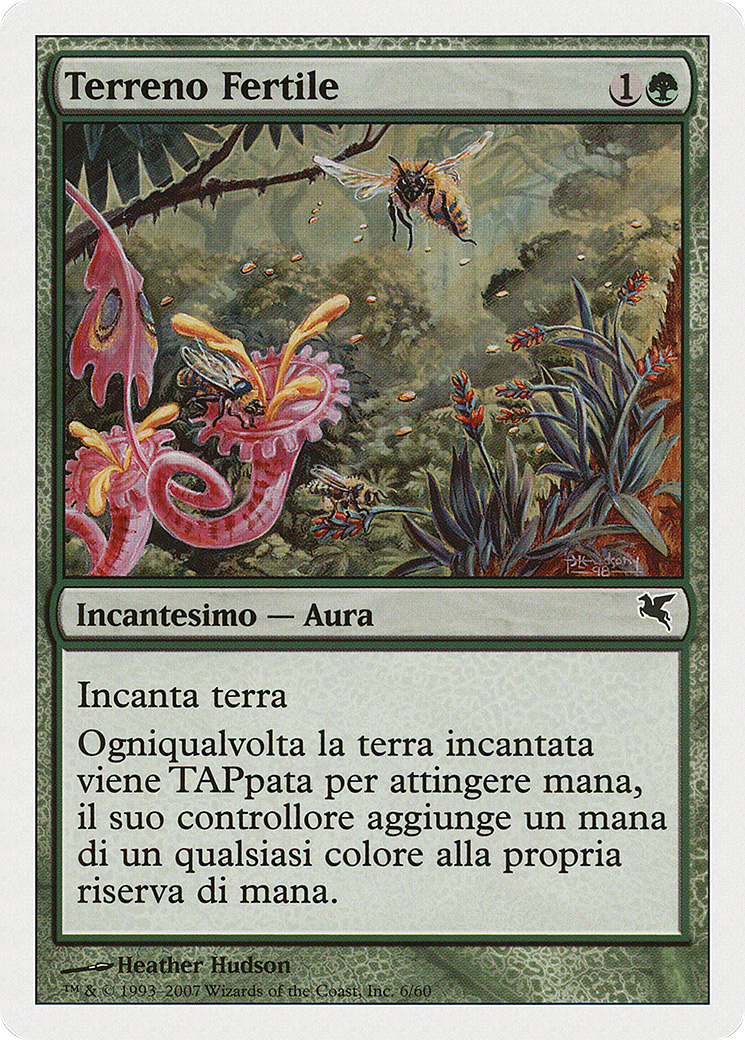 Terreno Fertile
1
Incantesimo — Aura
Incanta terra
Ogniqualvolta la terra incantata
viene TAPpata per attingere mana,
il suo controllore aggiunge un mana
di un qualsiasi colore alla propria
riserva di mana.
Heather Hudson
™ & © 1993–2007 Wizards of the Coast, Inc. 6/60